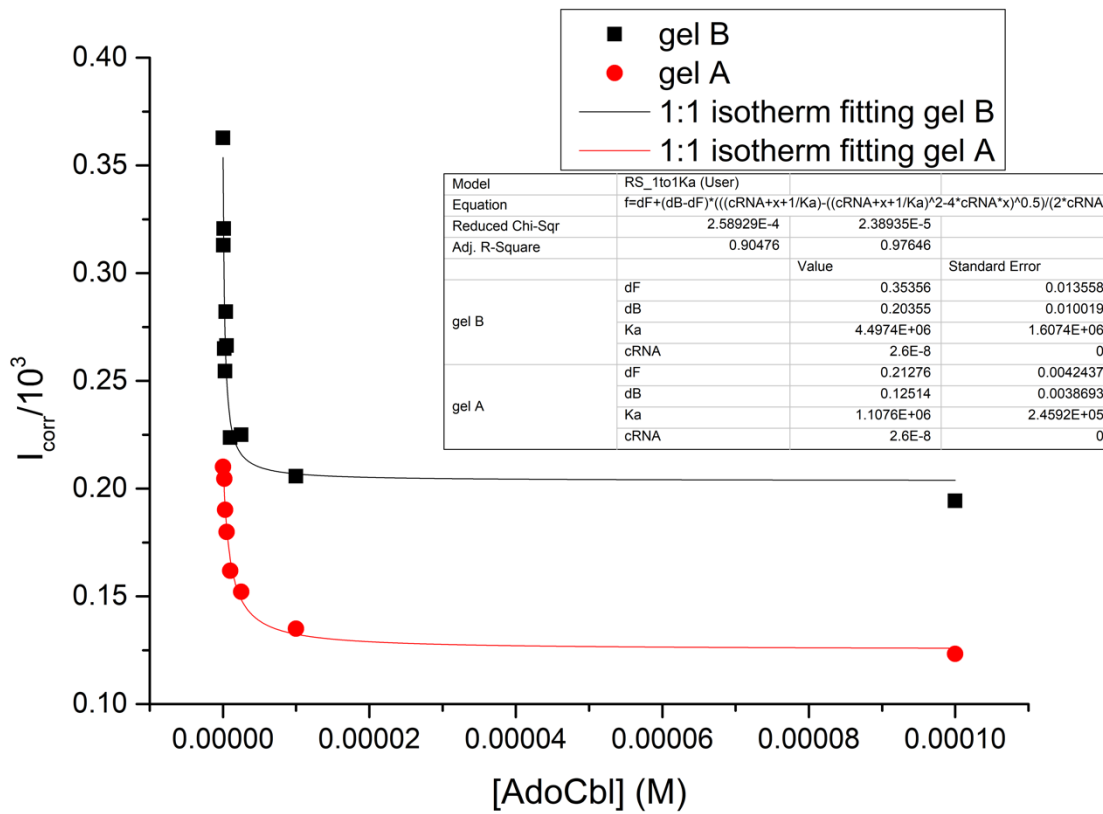 gel B
gel A
1:1 isotherm fitting gel B
1:1 isotherm fitting gel A
Model RS_1to1Ka (User)
Equation f=dF+(dB-dF)*(((cRNA+x+1/Ka)-((cRNA+x+1/Ka)^2-4*cRNA*x)^0.5)/(2*cRNA
Reduced Chi-Sqr 2.58929E-4 2.38935E-5
Adj. R-Square 0.90476 0.97646
Value Standard Error
gel B dF 0.35356 0.013558
dB 0.20355 0.010019
Ka 4.4974E+06 1.6074E+06
cRNA 2.6E-8 0
gel A dF 0.21276 0.0042437
dB 0.12514 0.0038693
Ka 1.1076E+06 2.4592E+05
cRNA 2.6E-8 0
0.40
0.35
0.30
0.25
0.20
0.15
0.10
I_corr/10^3
0.00000 0.00002 0.00004 0.00006 0.00008 0.00010
[AdoCbl] (M)